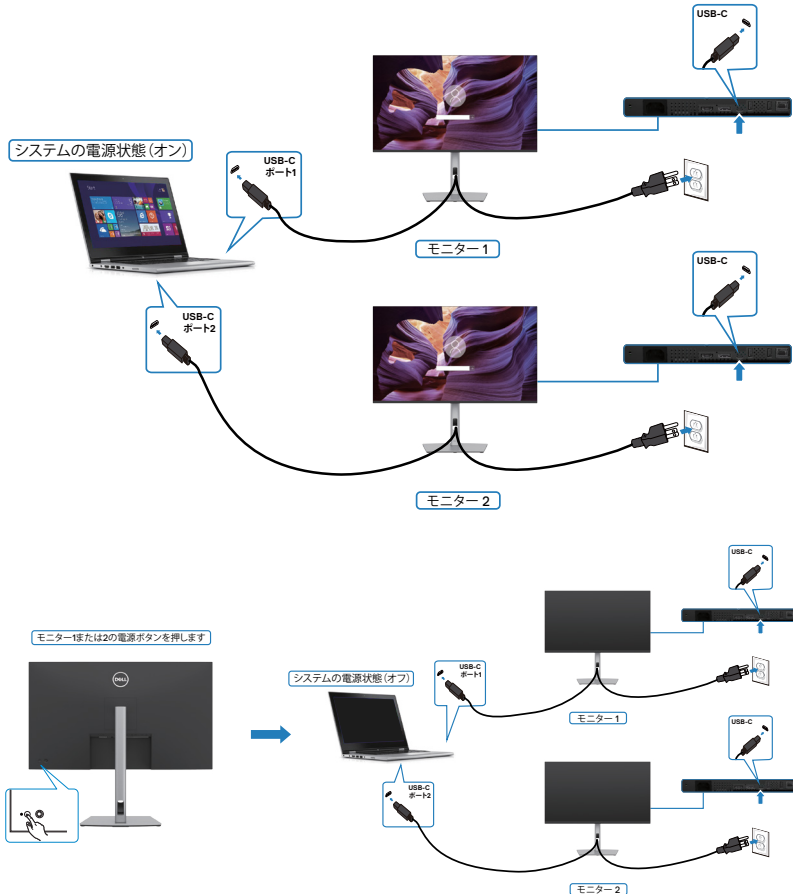 USB-C
システムの電源状態（オン）
USB-C
ポート1
Start
モニター 1
USB-C
USB-C
ポート2
モニター 2
USB-C
モニター1または2の電源ボタンを押します
DELL
システムの電源状態（オフ）
USB-C
ポート1
モニター 1
USB-C
USB-C
ポート2
モニター 2